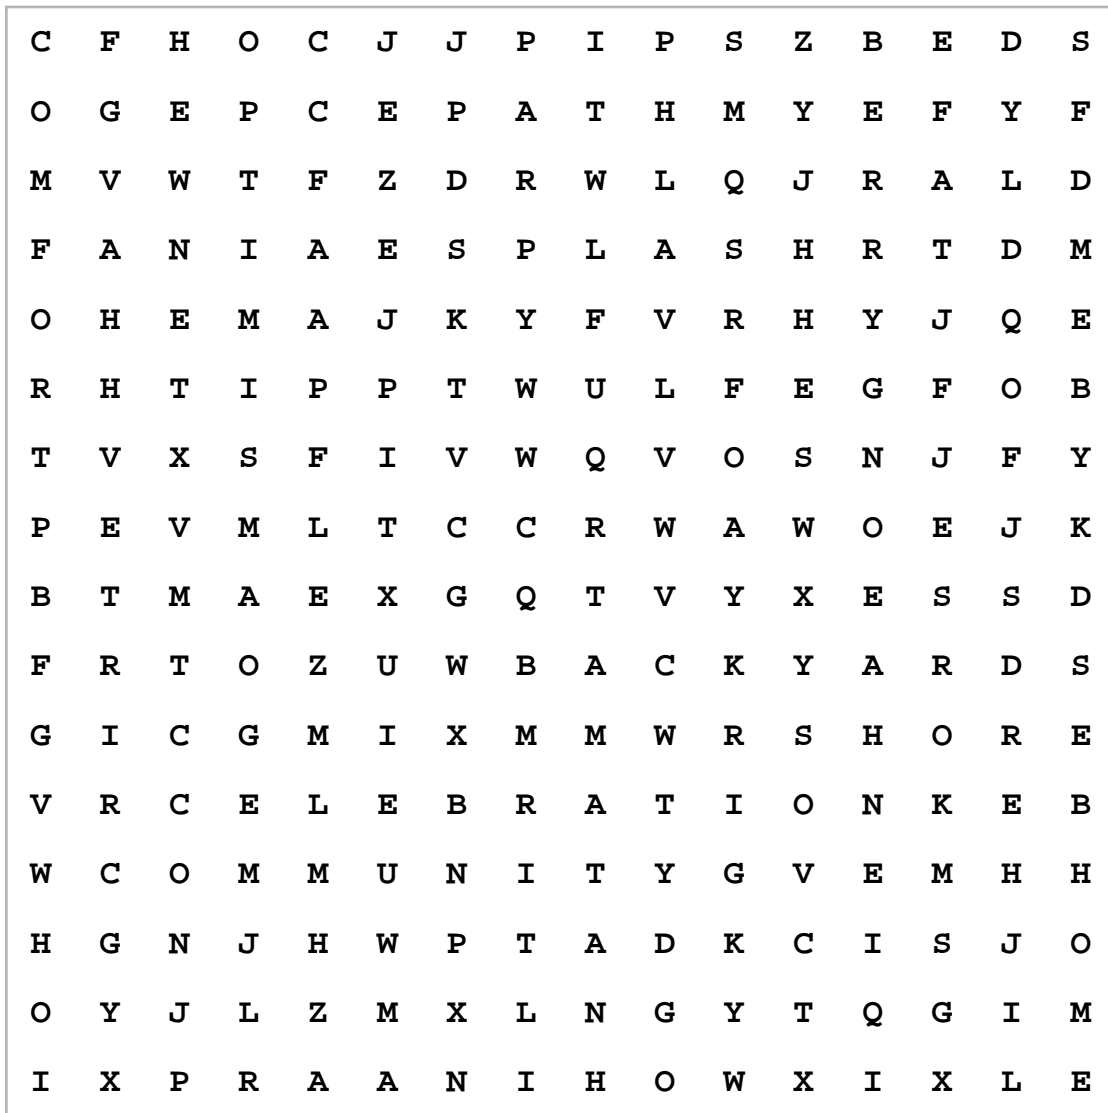 C F H O C J J P I P S Z B E D S
O G E P C E P A T H M Y E F Y F
M V W T F Z D R W L Q J R A L D
F A N I A E S P L A S H R T D M
O H E M A J K Y F V R H Y J Q E
R H T I P P T W U L F E G F O B
T V X S F I V W Q V O S N J F Y
P E V M L T C C R W A W O E J K
B T M A E X G Q T V Y X E S S D
F R T O Z U W B A C K Y A R D S
G I C G M I X M M W R S H O R E
V R C E L E B R A T I O N K E B
W C O M M U N I T Y G V E M H H
H G N J H W P T A D K C I S J O
O Y J L Z M X L N G Y T Q G I M
I X P R A A N I H O W X I X L E